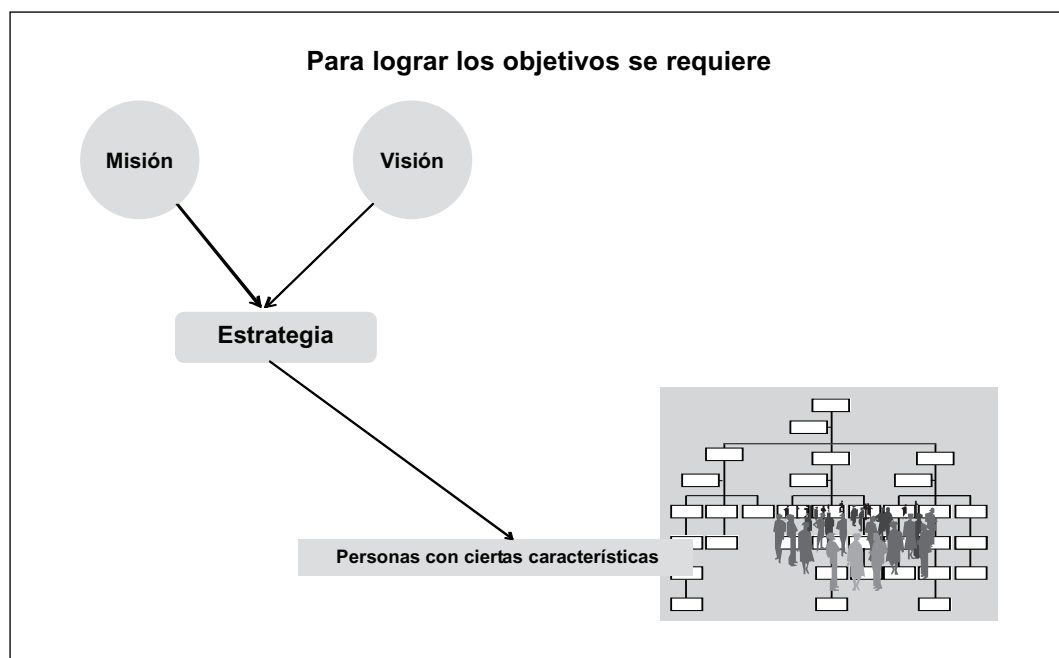 Para lograr los objetivos se requiere
Misión
Visión
Estrategia
Personas con ciertas características